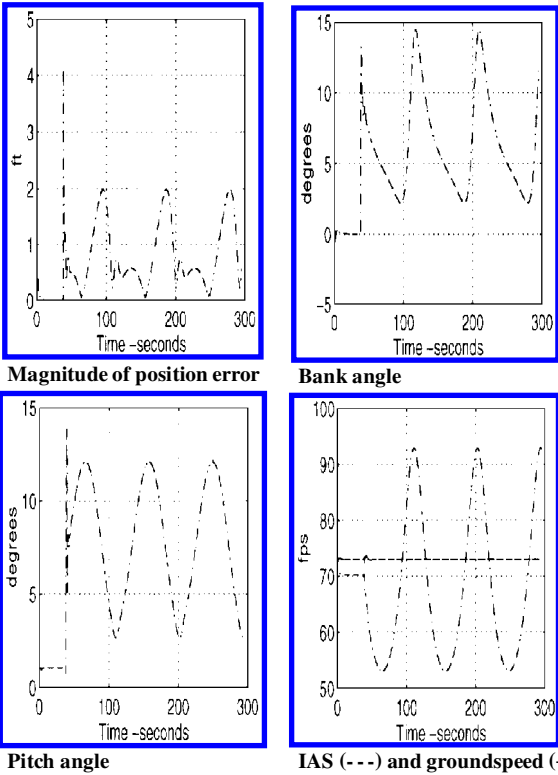 5
4
3
2
1
0
ft
0 100 200 300
Time -seconds
Magnitude of position error
15
10
5
0
-5
degrees
0 100 200 300
Time -seconds
Bank angle
15
10
5
0
degrees
0 100 200 300
Time -seconds
Pitch angle
100
90
80
70
60
50
fps
0 100 200 300
Time -seconds
IAS (- - -) and groundspeed (